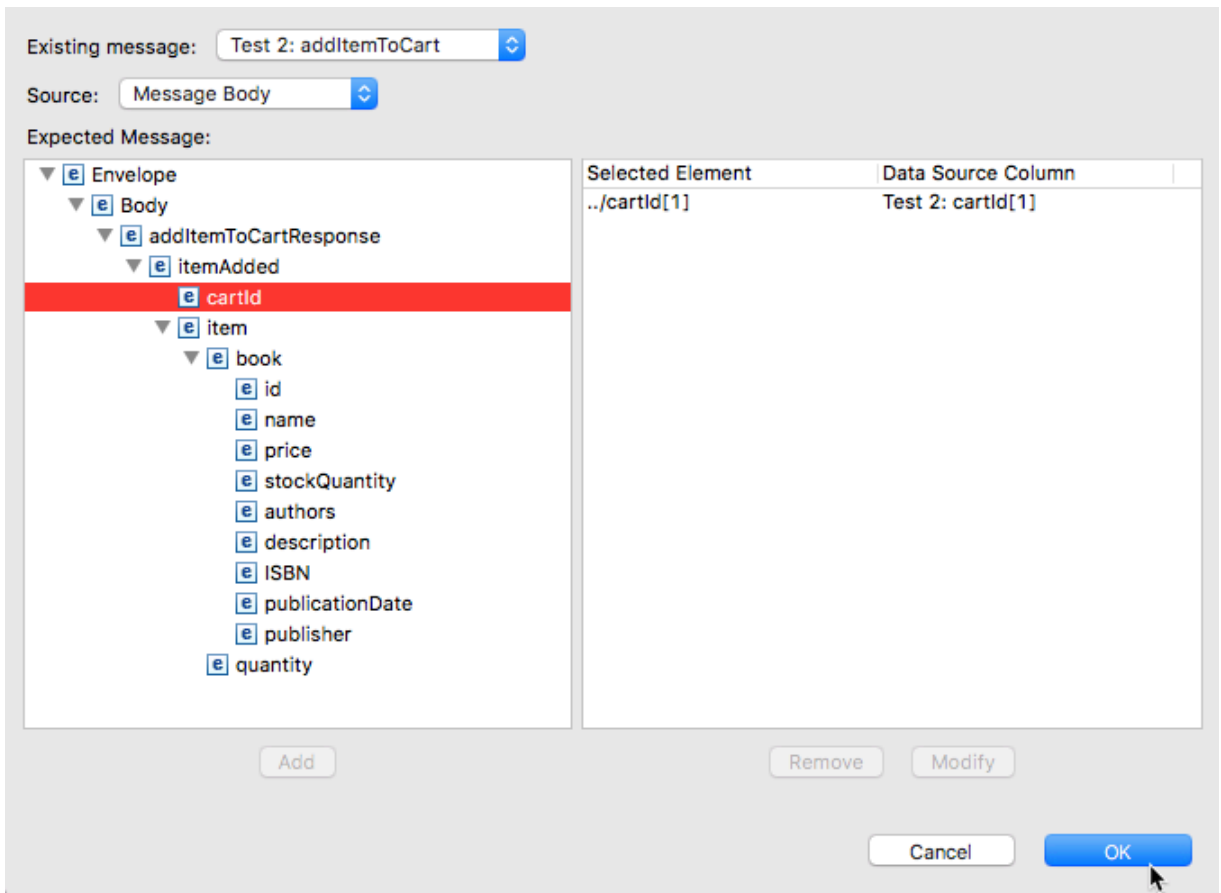 Existing message: Test 2: addItemToCart
Source: Message Body
Expected Message:
e Envelope
e Body
e addItemToCartResponse
e itemAdded
e cartId
e item
e book
e id
e name
e price
e stockQuantity
e authors
e description
e ISBN
e publicationDate
e publisher
e quantity
Selected Element Data Source Column
../cartId[1] Test 2: cartId[1]
Add
Remove Modify
Cancel OK